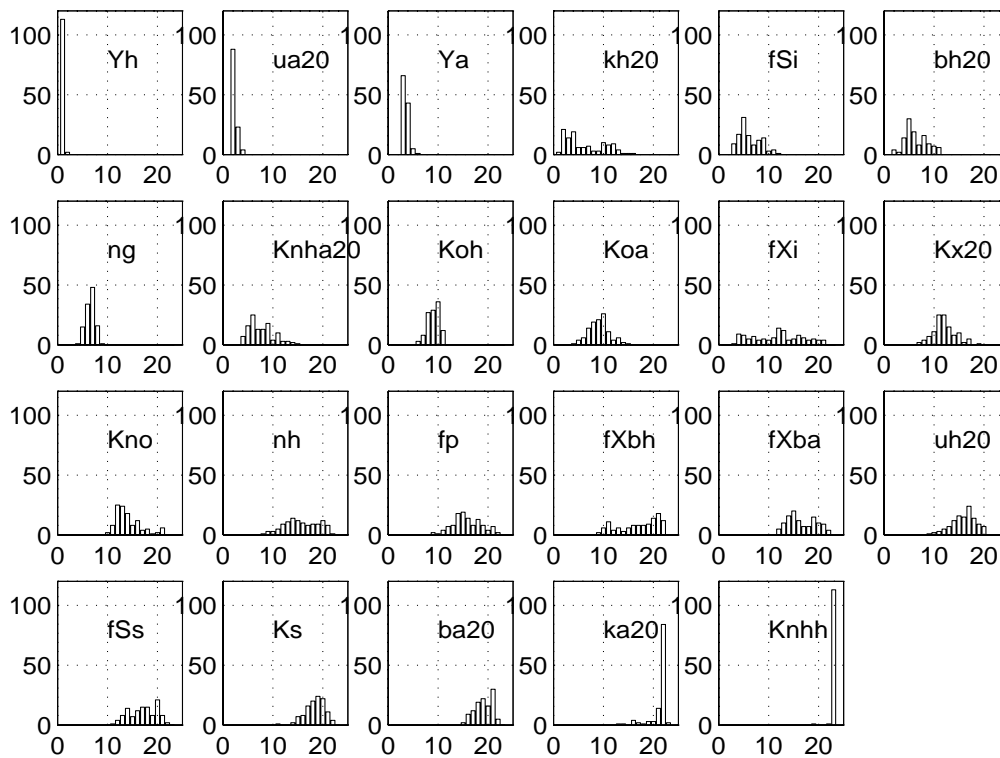 100 100 100 100 100 100
Yh ua20 Ya kh20 fSi bh20
50 50 50 50 50 50
0 0 0 0 0 0
0 10 20 0 10 20 0 10 20 0 10 20 0 10 20 0 10 20
100 100 100 100 100 100
ng Knha20 Koh Koa fXi Kx20
50 50 50 50 50 50
0 0 0 0 0 0
0 10 20 0 10 20 0 10 20 0 10 20 0 10 20 0 10 20
100 100 100 100 100 100
Kno nh fp fXbh fXba uh20
50 50 50 50 50 50
0 0 0 0 0 0
0 10 20 0 10 20 0 10 20 0 10 20 0 10 20 0 10 20
100 100 100 100 100
fSs Ks ba20 ka20 Knhh
50 50 50 50 50
0 0 0 0 0
0 10 20 0 10 20 0 10 20 0 10 20 0 10 20